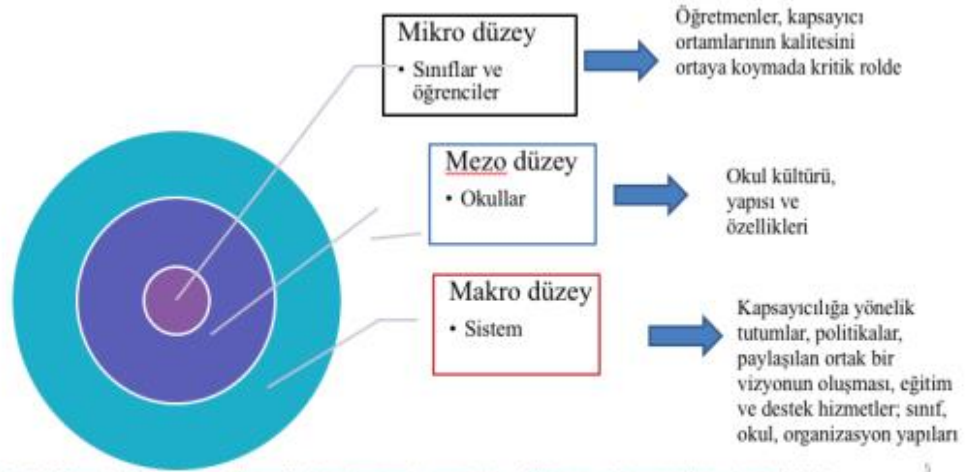 Mikro düzey
• Sınıflar ve
öğrenciler
Öğretmenler, kapsayıcı
ortamlarının kalitesini
ortaya koymada kritik rolde
Mezo düzey
• Okullar
Okul kültürü,
yapısı ve
özellikleri
Makro düzey
• Sistem
Kapsayıcılığa yönelik
tutumlar, politikalar,
paylaşılan ortak bir
vizyonun oluşması, eğitim
ve destek hizmetler; sınıf,
okul, organizasyon yapıları